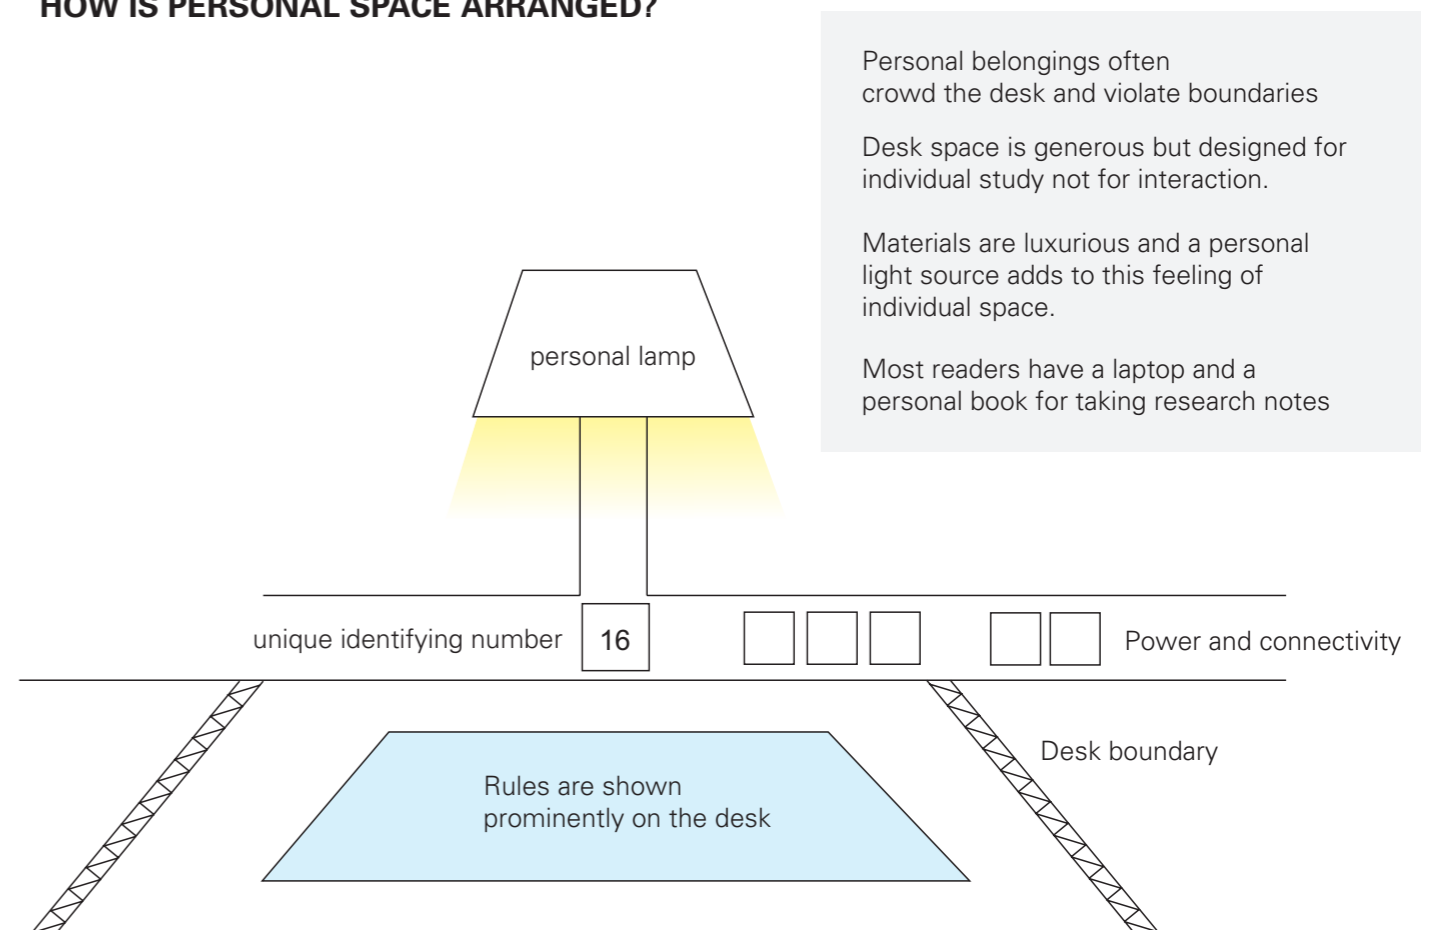 HOW IS PERSONAL SPACE ARRANGED?
Personal belongings often
crowd the desk and violate boundaries
Desk space is generous but designed for
individual study not for interaction.
Materials are luxurious and a personal
light source adds to this feeling of
individual space.
Most readers have a laptop and a
personal book for taking research notes
personal lamp
unique identifying number
16
Power and connectivity
Desk boundary
Rules are shown
prominently on the desk